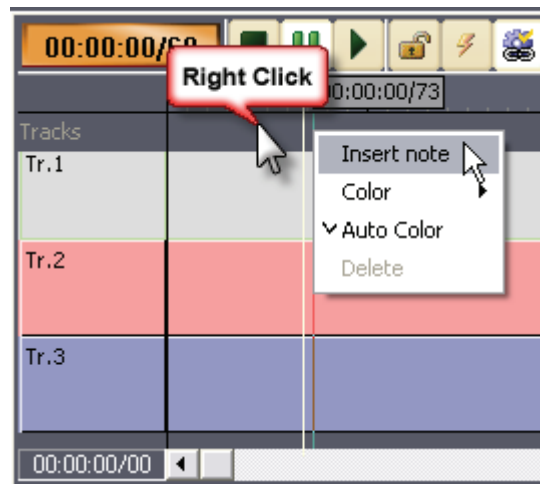 00:00:00/60
Right Click
0:00:00/73
Tracks
Tr.1
Insert note
Color
Auto Color
Tr.2
Delete
Tr.3
00:00:00/00